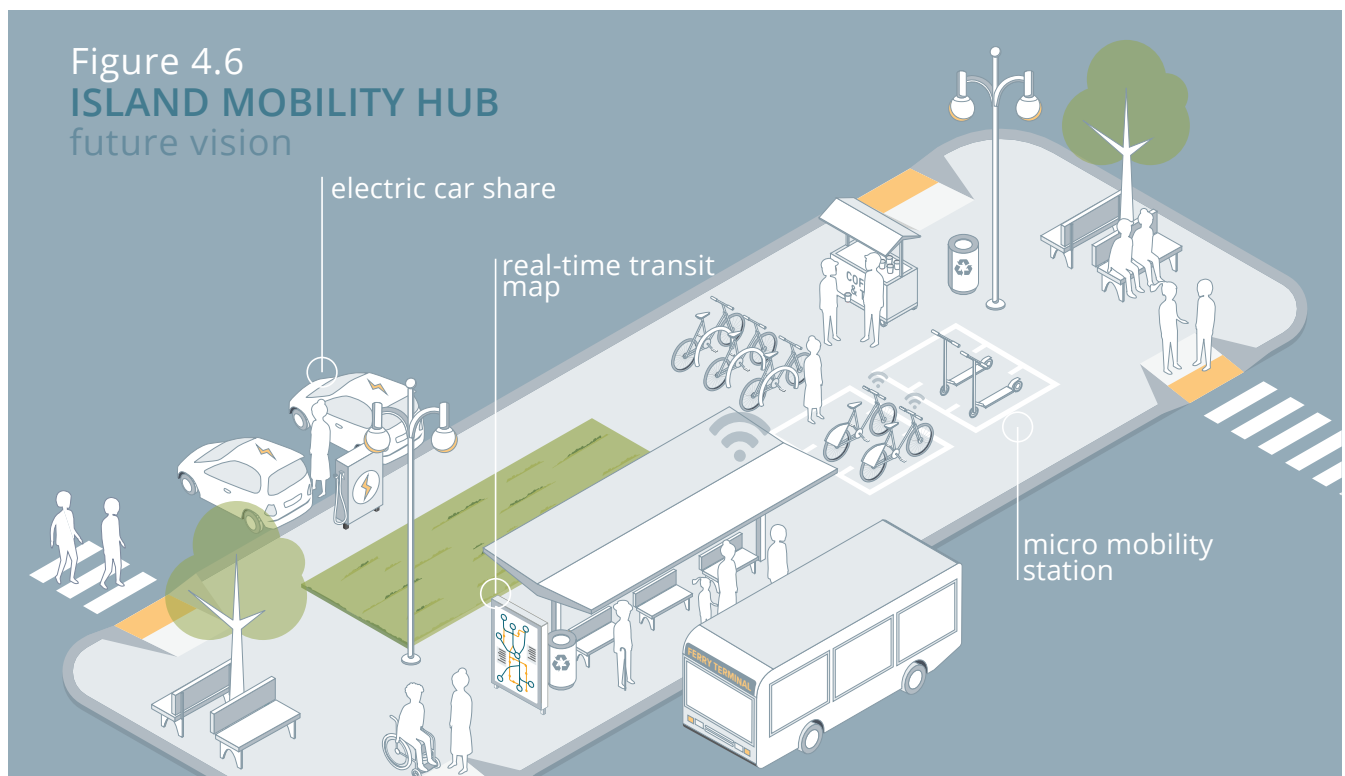 Figure 4.6
ISLAND MOBILITY HUB
future vision
electric car share
real-time transit
map
COF
&
micro mobility
station
FERRY TERMINAL